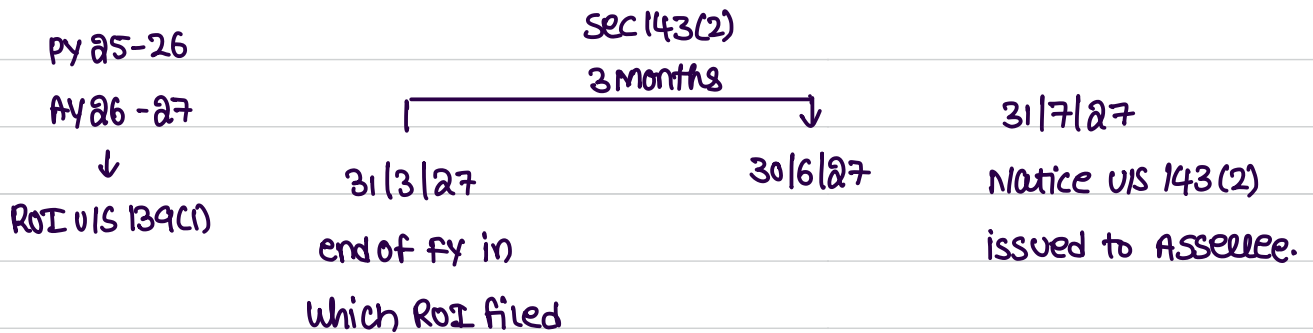 Sec 143(2)
PY 25-26
3 Months
AY 26-27
31/7/27
31/3/27
30/6/27
Notice U/S 143(2)
ROI U/S 139(1)
end of FY in
issued to Assellee.
which ROI filed